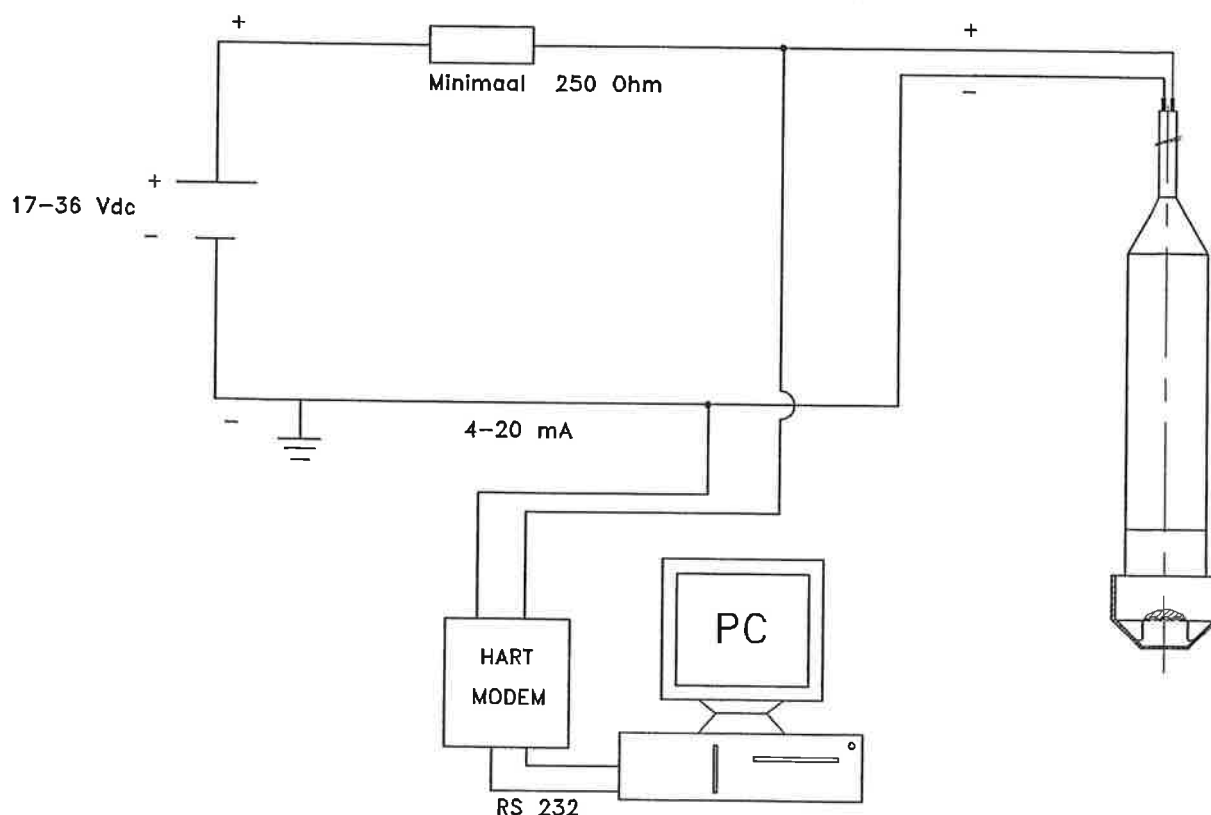 +
+
Minimaal 250 Ohm
-
+
17-36 Vdc
-
-
4-20 mA
PC
HART
MODEM
RS 232